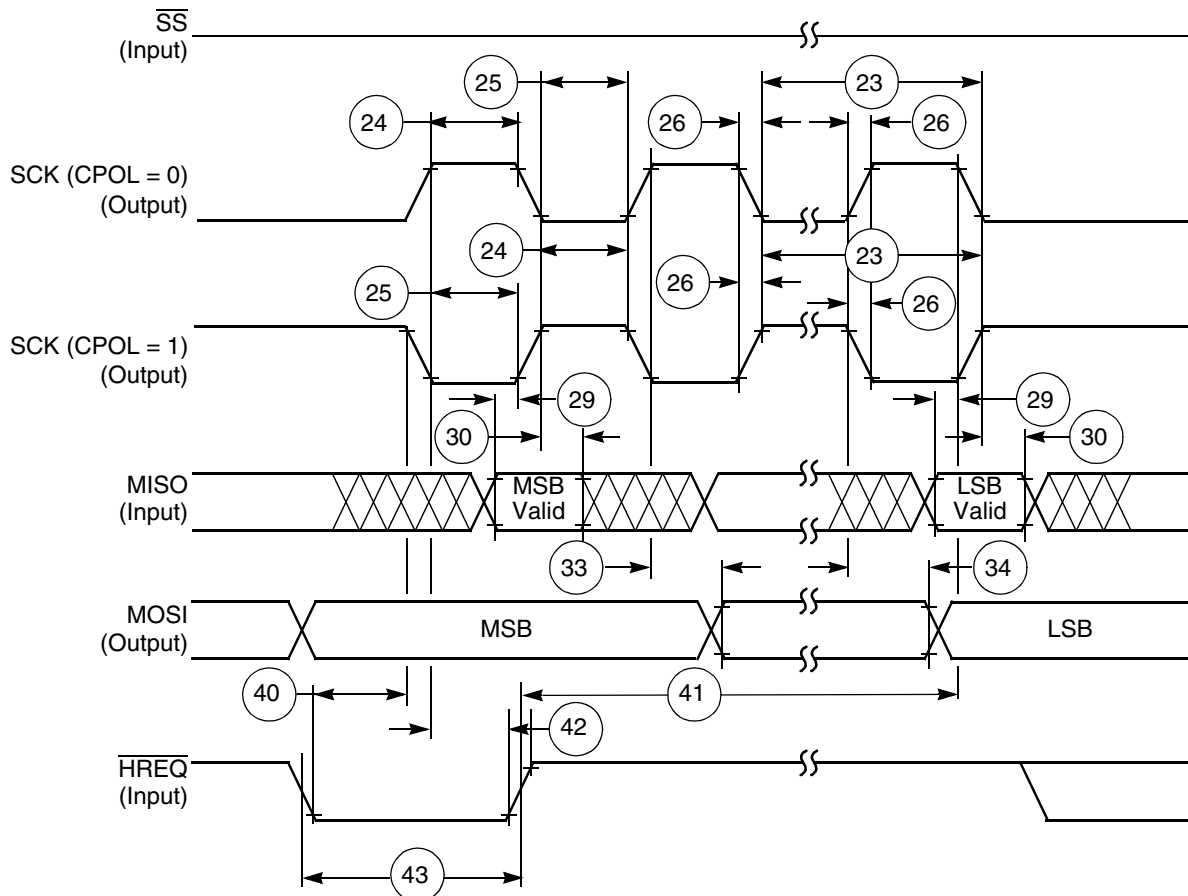 SS
(Input)
25
23
24
26
26
SCK (CPOL = 0)
(Output)
24
23
25
26
26
SCK (CPOL = 1)
(Output)
29
29
30
30
MISO
(Input)
MSB
Valid
LSB
Valid
33
34
MOSI
(Output)
MSB
LSB
40
41
42
HREQ
(Input)
43